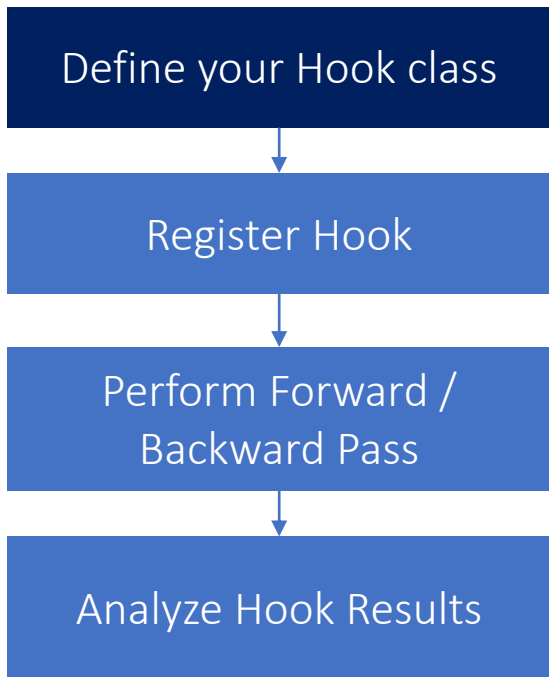 Define your Hook class
Register Hook
Perform Forward /
Backward Pass
Analyze Hook Results